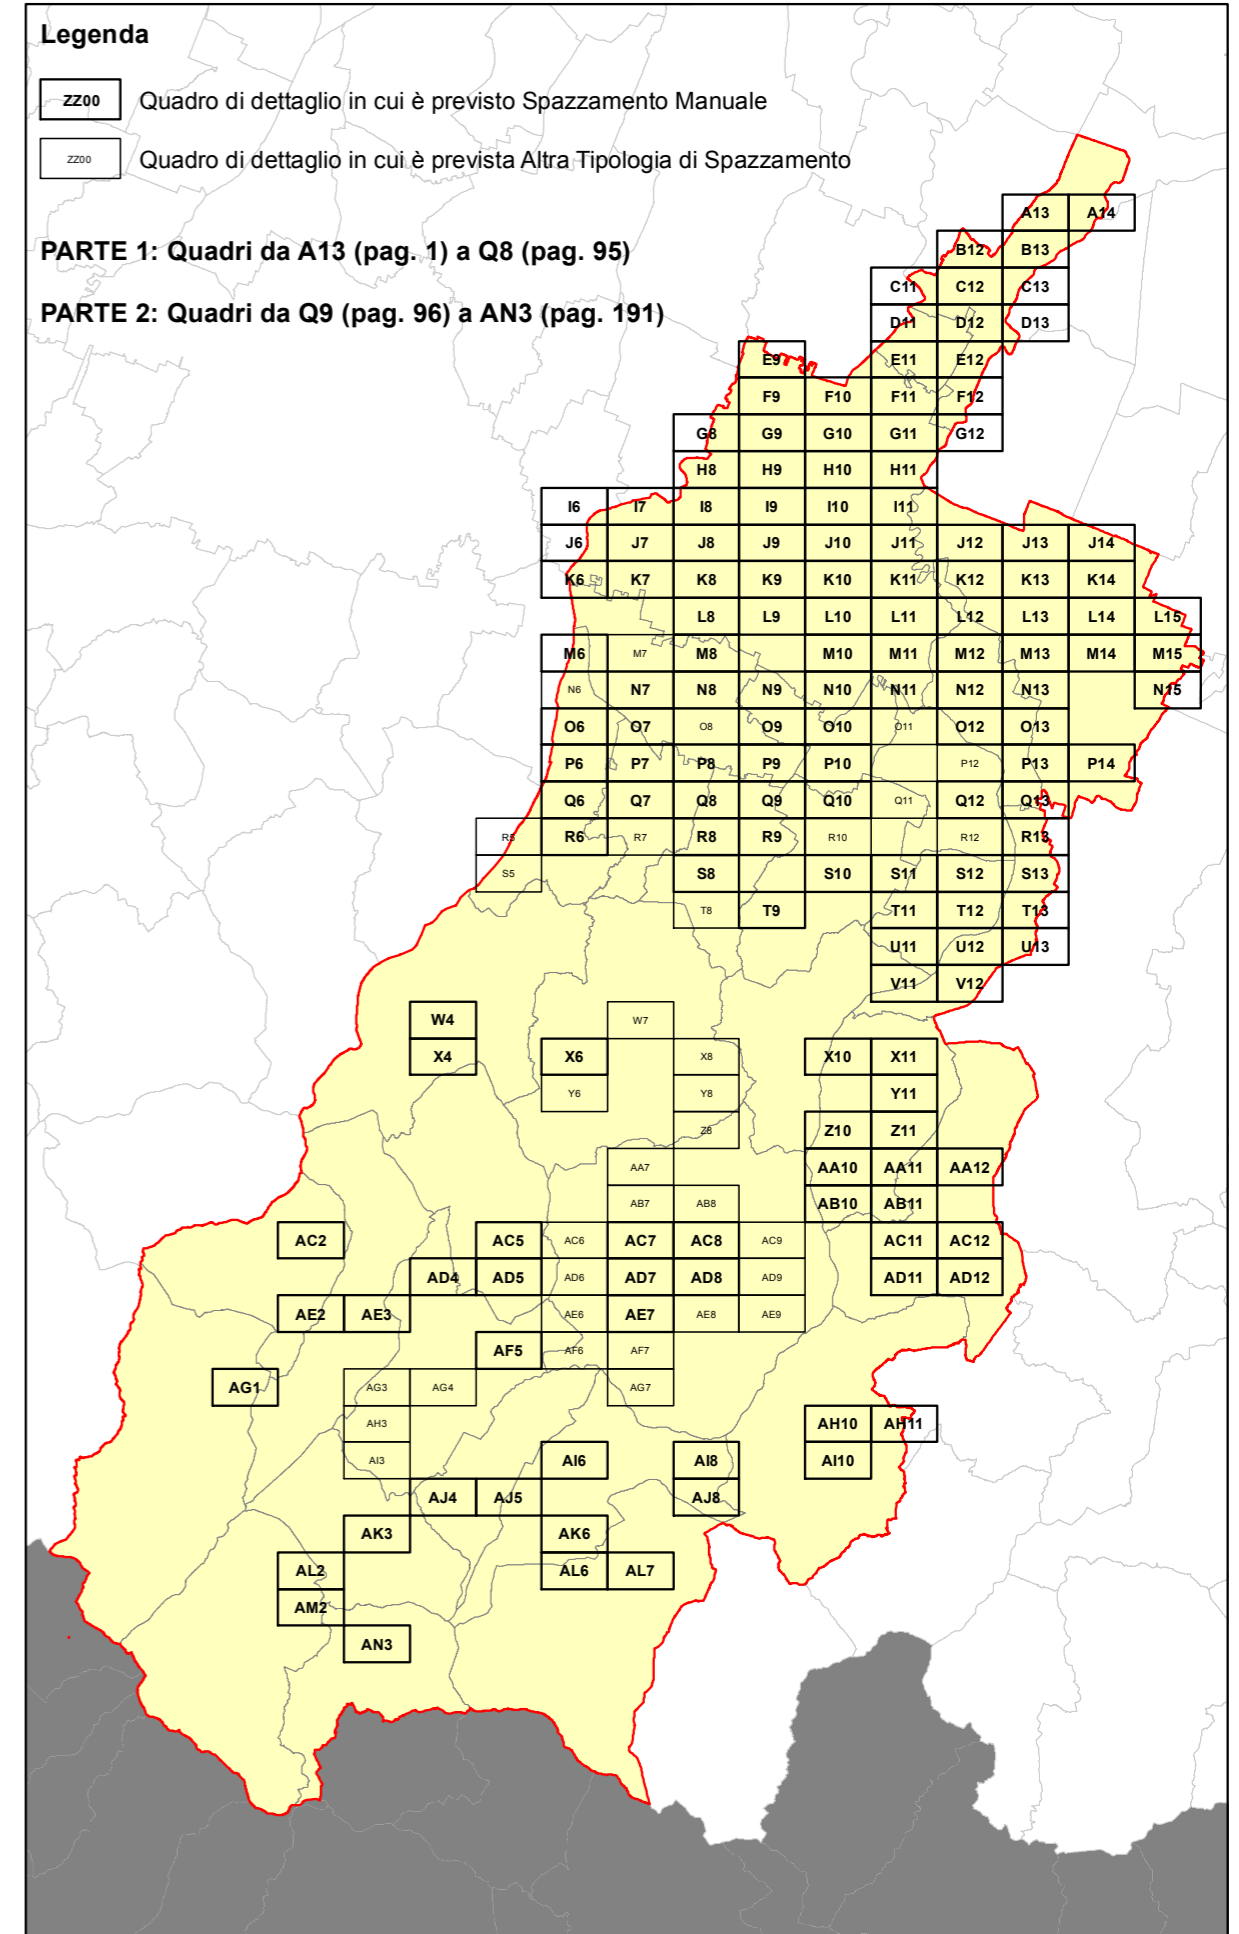 Legenda
ZZ00 Quadro di dettaglio in cui è previsto Spazzamento Manuale
ZZ00 Quadro di dettaglio in cui è prevista Altra Tipologia di Spazzamento
PARTE 1: Quadri da A13 (pag. 1) a Q8 (pag. 95)
PARTE 2: Quadri da Q9 (pag. 96) a AN3 (pag. 191)
A13 A14
B12 B13
C11 C12 C13
D11 D12 D13
E9 E11 E12
F9 F10 F11 F12
G8 G9 G10 G11 G12
H8 H9 H10 H11
I6 I7 I8 I9 I10 I11
J6 J7 J8 J9 J10 J11 J12 J13 J14
K6 K7 K8 K9 K10 K11 K12 K13 K14
L8 L9 L10 L11 L12 L13 L14 L15
M6 M7 M8 M10 M11 M12 M13 M14 M15
N6 N7 N8 N9 N10 N11 N12 N13 N15
O6 O7 O8 O9 O10 O11 O12 O13
P6 P7 P8 P9 P10 P12 P13 P14
Q6 Q7 Q8 Q9 Q10 Q11 Q12 Q13
R5 R6 R7 R8 R9 R10 R12 R13
S5 S8 S10 S11 S12 S13
T8 T9 T11 T12 T13
U11 U12 U13
V11 V12
W4 W7
X4 X6 X8 X10 X11
Y6 Y8 Y11
Z8 Z10 Z11
AA7 AA10 AA11 AA12
AB7 AB8 AB10 AB11
AC2 AC5 AC6 AC7 AC8 AC9 AC11 AC12
AD4 AD5 AD6 AD7 AD8 AD9 AD11 AD12
AE2 AE3 AE6 AE7 AE8 AE9
AF5 AF6 AF7
AG1 AG3 AG4 AG7
AH3 AH10 AH11
AI3 AI6 AI8 AI10
AJ4 AJ5 AJ8
AK3 AK6
AL2 AL6 AL7
AM2
AN3